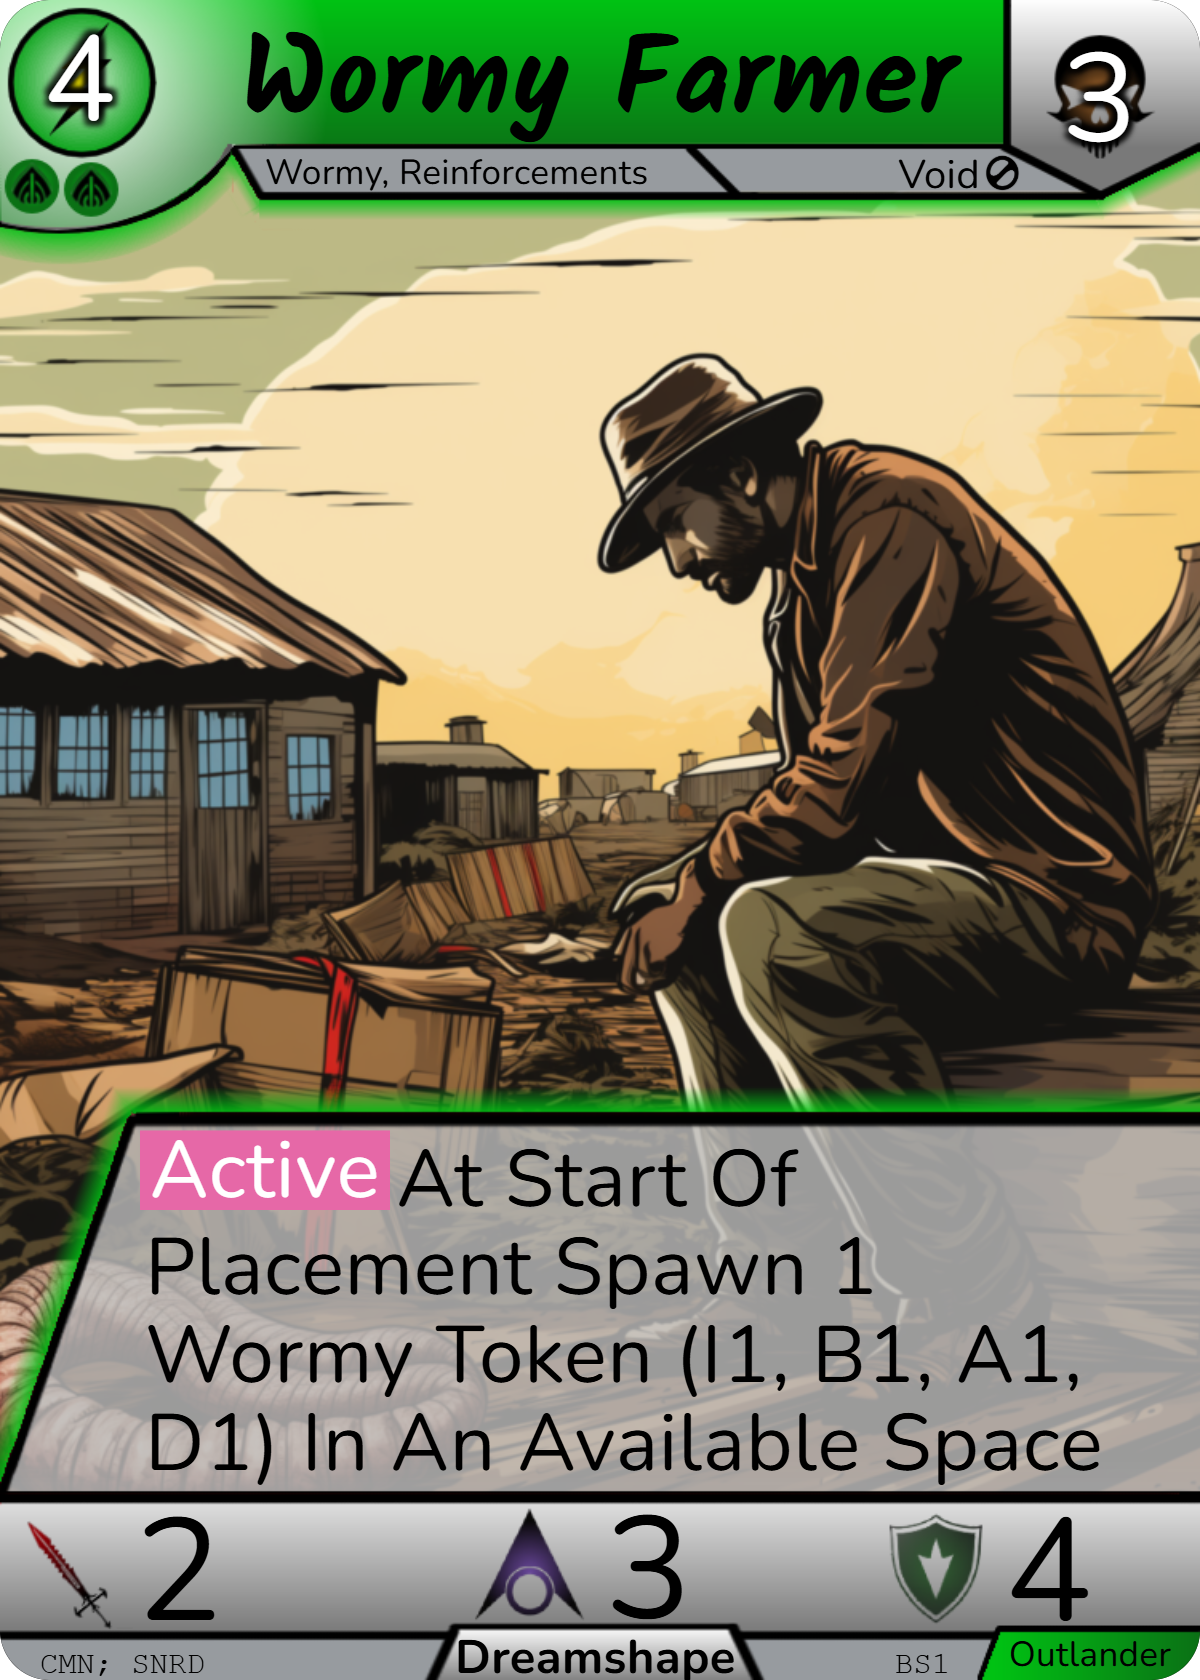 4
Wormy Farmer
3
Wormy, Reinforcements
Void
Active At Start Of
Placement Spawn 1
Wormy Token (I1, B1, A1,
D1) In An Available Space
2
3
4
CMN; SNRD
Dreamshape
BS1
Outlander